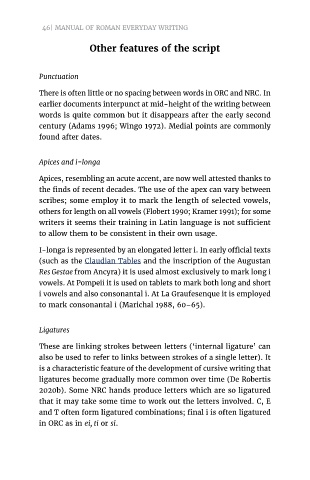 46| MANUAL OF ROMAN EVERYDAY WRITING
Other features of the script
Punctuation
There is often little or no spacing between words in ORC and NRC. In
earlier documents interpunct at mid-height of the writing between
words is quite common but it disappears after the early second
century (Adams 1996; Wingo 1972). Medial points are commonly
found after dates.
Apices and i-longa
Apices, resembling an acute accent, are now well attested thanks to
the finds of recent decades. The use of the apex can vary between
scribes; some employ it to mark the length of selected vowels,
others for length on all vowels (Flobert 1990; Kramer 1991); for some
writers it seems their training in Latin language is not sufficient
to allow them to be consistent in their own usage.
I-longa is represented by an elongated letter i. In early official texts
(such as the Claudian Tables and the inscription of the Augustan
Res Gestae from Ancyra) it is used almost exclusively to mark long i
vowels. At Pompeii it is used on tablets to mark both long and short
i vowels and also consonantal i. At La Graufesenque it is employed
to mark consonantal i (Marichal 1988, 60–65).
Ligatures
These are linking strokes between letters (‘internal ligature’ can
also be used to refer to links between strokes of a single letter). It
is a characteristic feature of the development of cursive writing that
ligatures become gradually more common over time (De Robertis
2020b). Some NRC hands produce letters which are so ligatured
that it may take some time to work out the letters involved. C, E
and T often form ligatured combinations; final i is often ligatured
in ORC as in ei, ti or si.